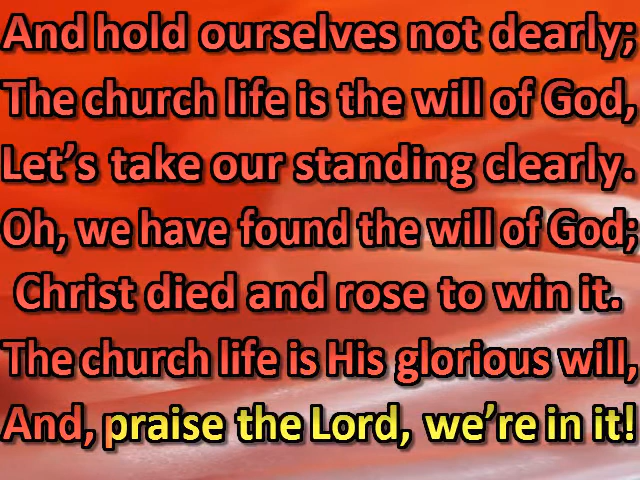 And hold ourselves not dearly;
The church life is the will of God,
Let’s take our standing clearly.
Oh, we have found the will of God;
Christ died and rose to win it.
The church life is His glorious will,
And, praise the Lord, we’re in it!